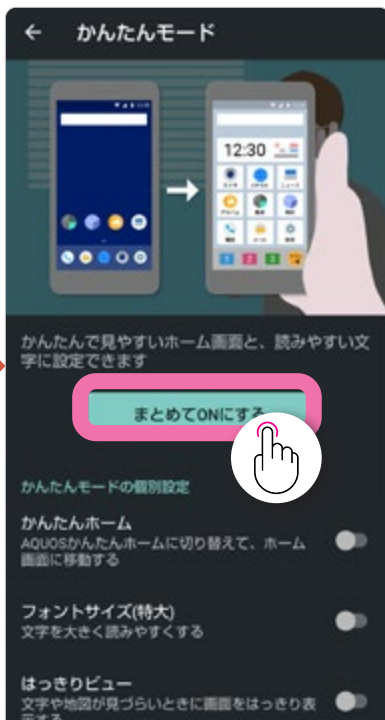 ← かんたんモード
12:30
かんたんで見やすいホーム画面と、読みやすい文
字に設定できます
まとめてONにする
かんたんモードの個別設定
かんたんホーム
AQUOSかんたんホームに切り替えて、ホーム
画面に移動する
フォントサイズ(特大)
文字を大きく読みやすくする
はっきりビュー
文字や地図が見づらいときに画面をはっきり表
示する